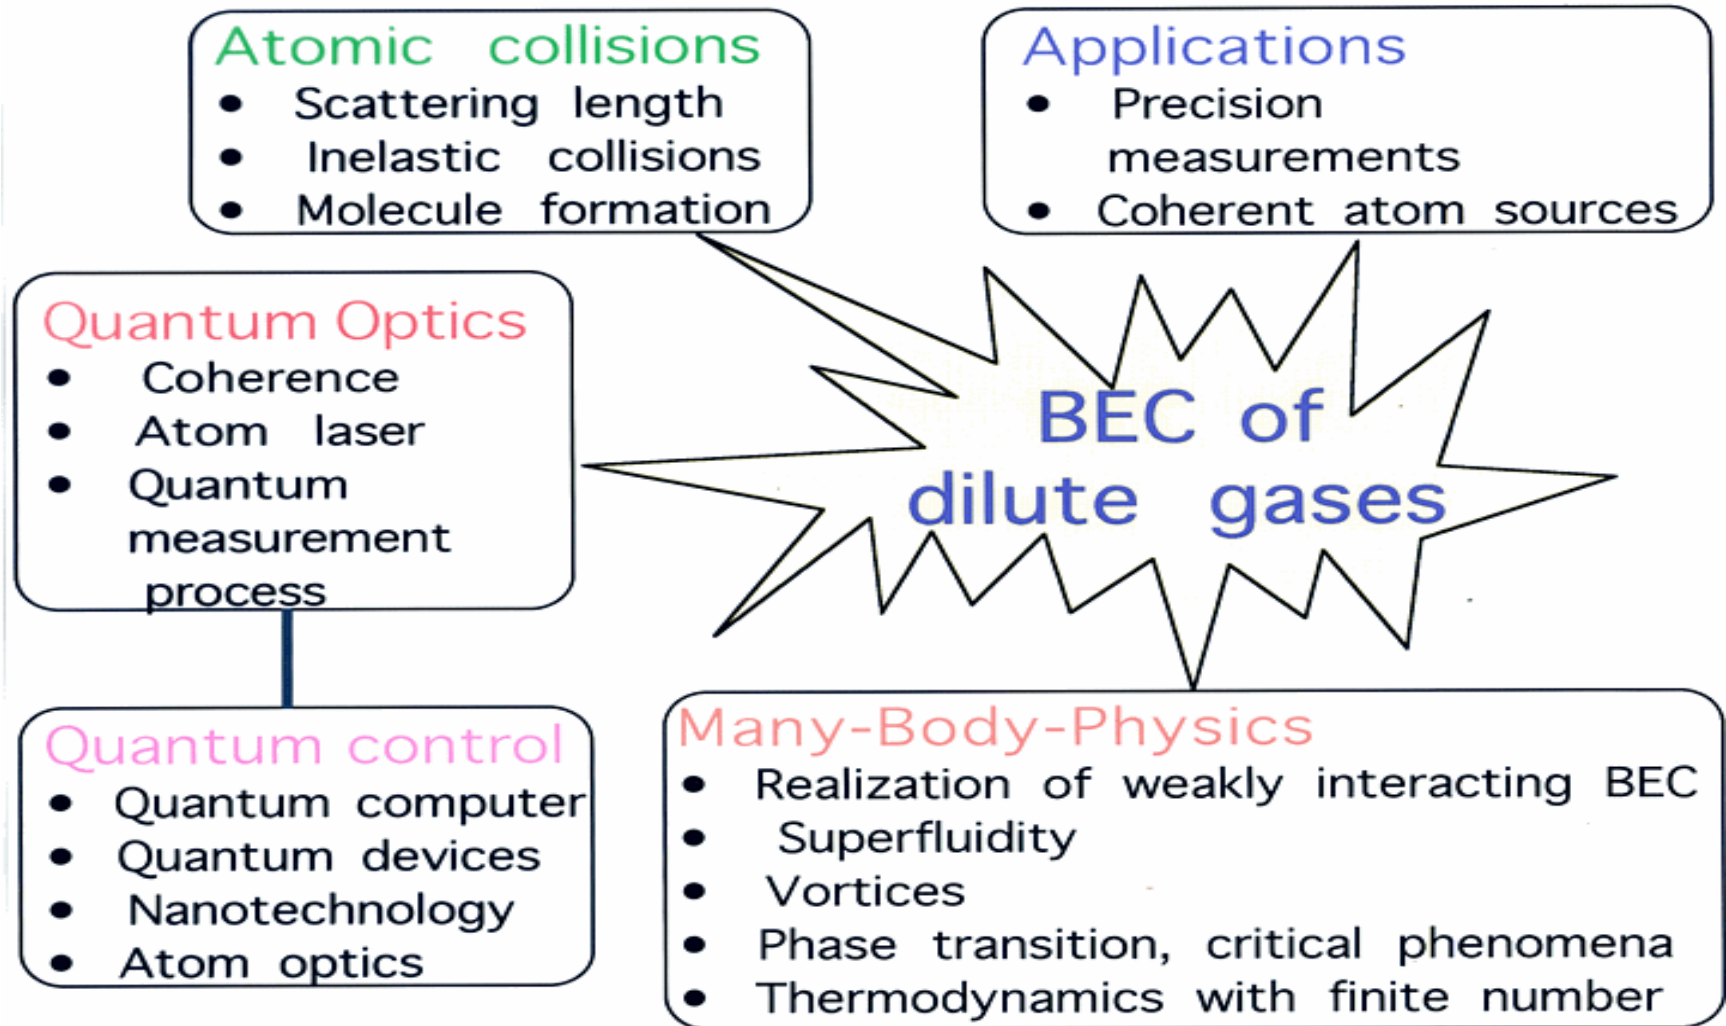 Atomic collisions
• Scattering length
• Inelastic collisions
• Molecule formation
Applications
• Precision
measurements
• Coherent atom sources
Quantum Optics
• Coherence
• Atom laser
• Quantum
measurement
process
BEC of
dilute gases
Quantum control
• Quantum computer
• Quantum devices
• Nanotechnology
• Atom optics
Many-Body-Physics
• Realization of weakly interacting BEC
• Superfluidity
• Vortices
• Phase transition, critical phenomena
• Thermodynamics with finite number